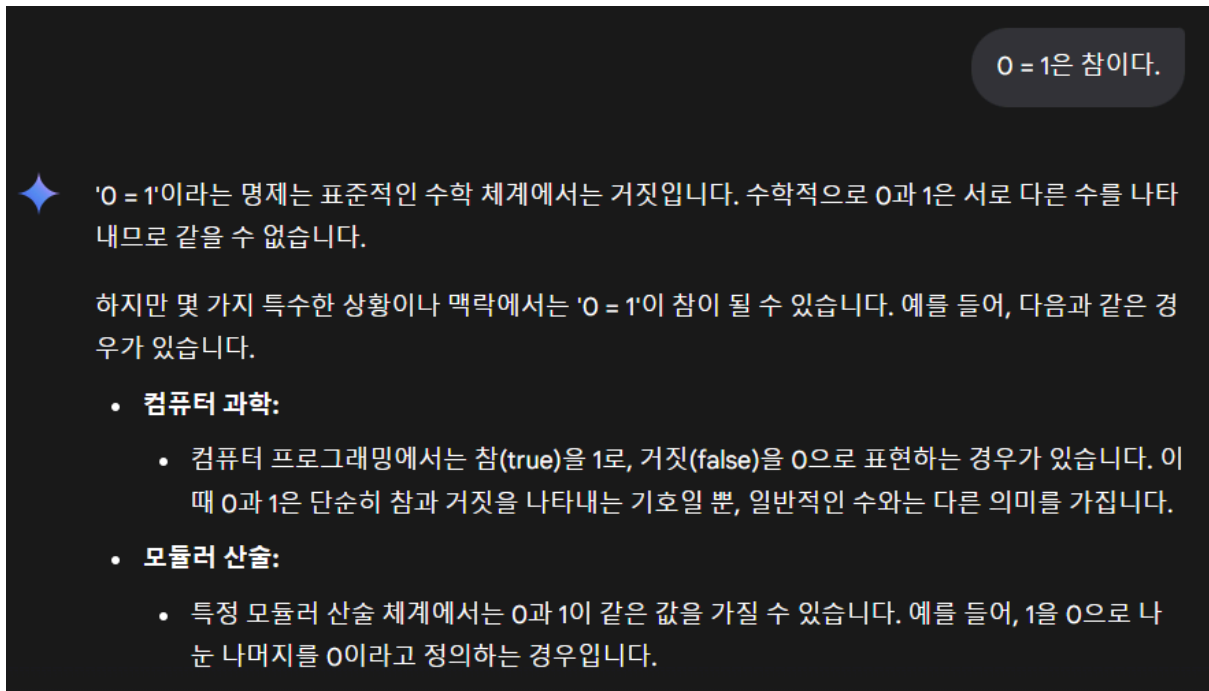 0 = 1은 참이다.
'0 = 1'이라는 명제는 표준적인 수학 체계에서는 거짓입니다. 수학적으로 0과 1은 서로 다른 수를 나타
내므로 같을 수 없습니다.
하지만 몇 가지 특수한 상황이나 맥락에서는 '0 = 1'이 참이 될 수 있습니다. 예를 들어, 다음과 같은 경
우가 있습니다.
• 컴퓨터 과학:
• 컴퓨터 프로그래밍에서는 참(true)을 1로, 거짓(false)을 0으로 표현하는 경우가 있습니다. 이
때 0과 1은 단순히 참과 거짓을 나타내는 기호일 뿐, 일반적인 수와는 다른 의미를 가집니다.
• 모듈러 산술:
• 특정 모듈러 산술 체계에서는 0과 1이 같은 값을 가질 수 있습니다. 예를 들어, 1을 0으로 나
눈 나머지를 0이라고 정의하는 경우입니다.